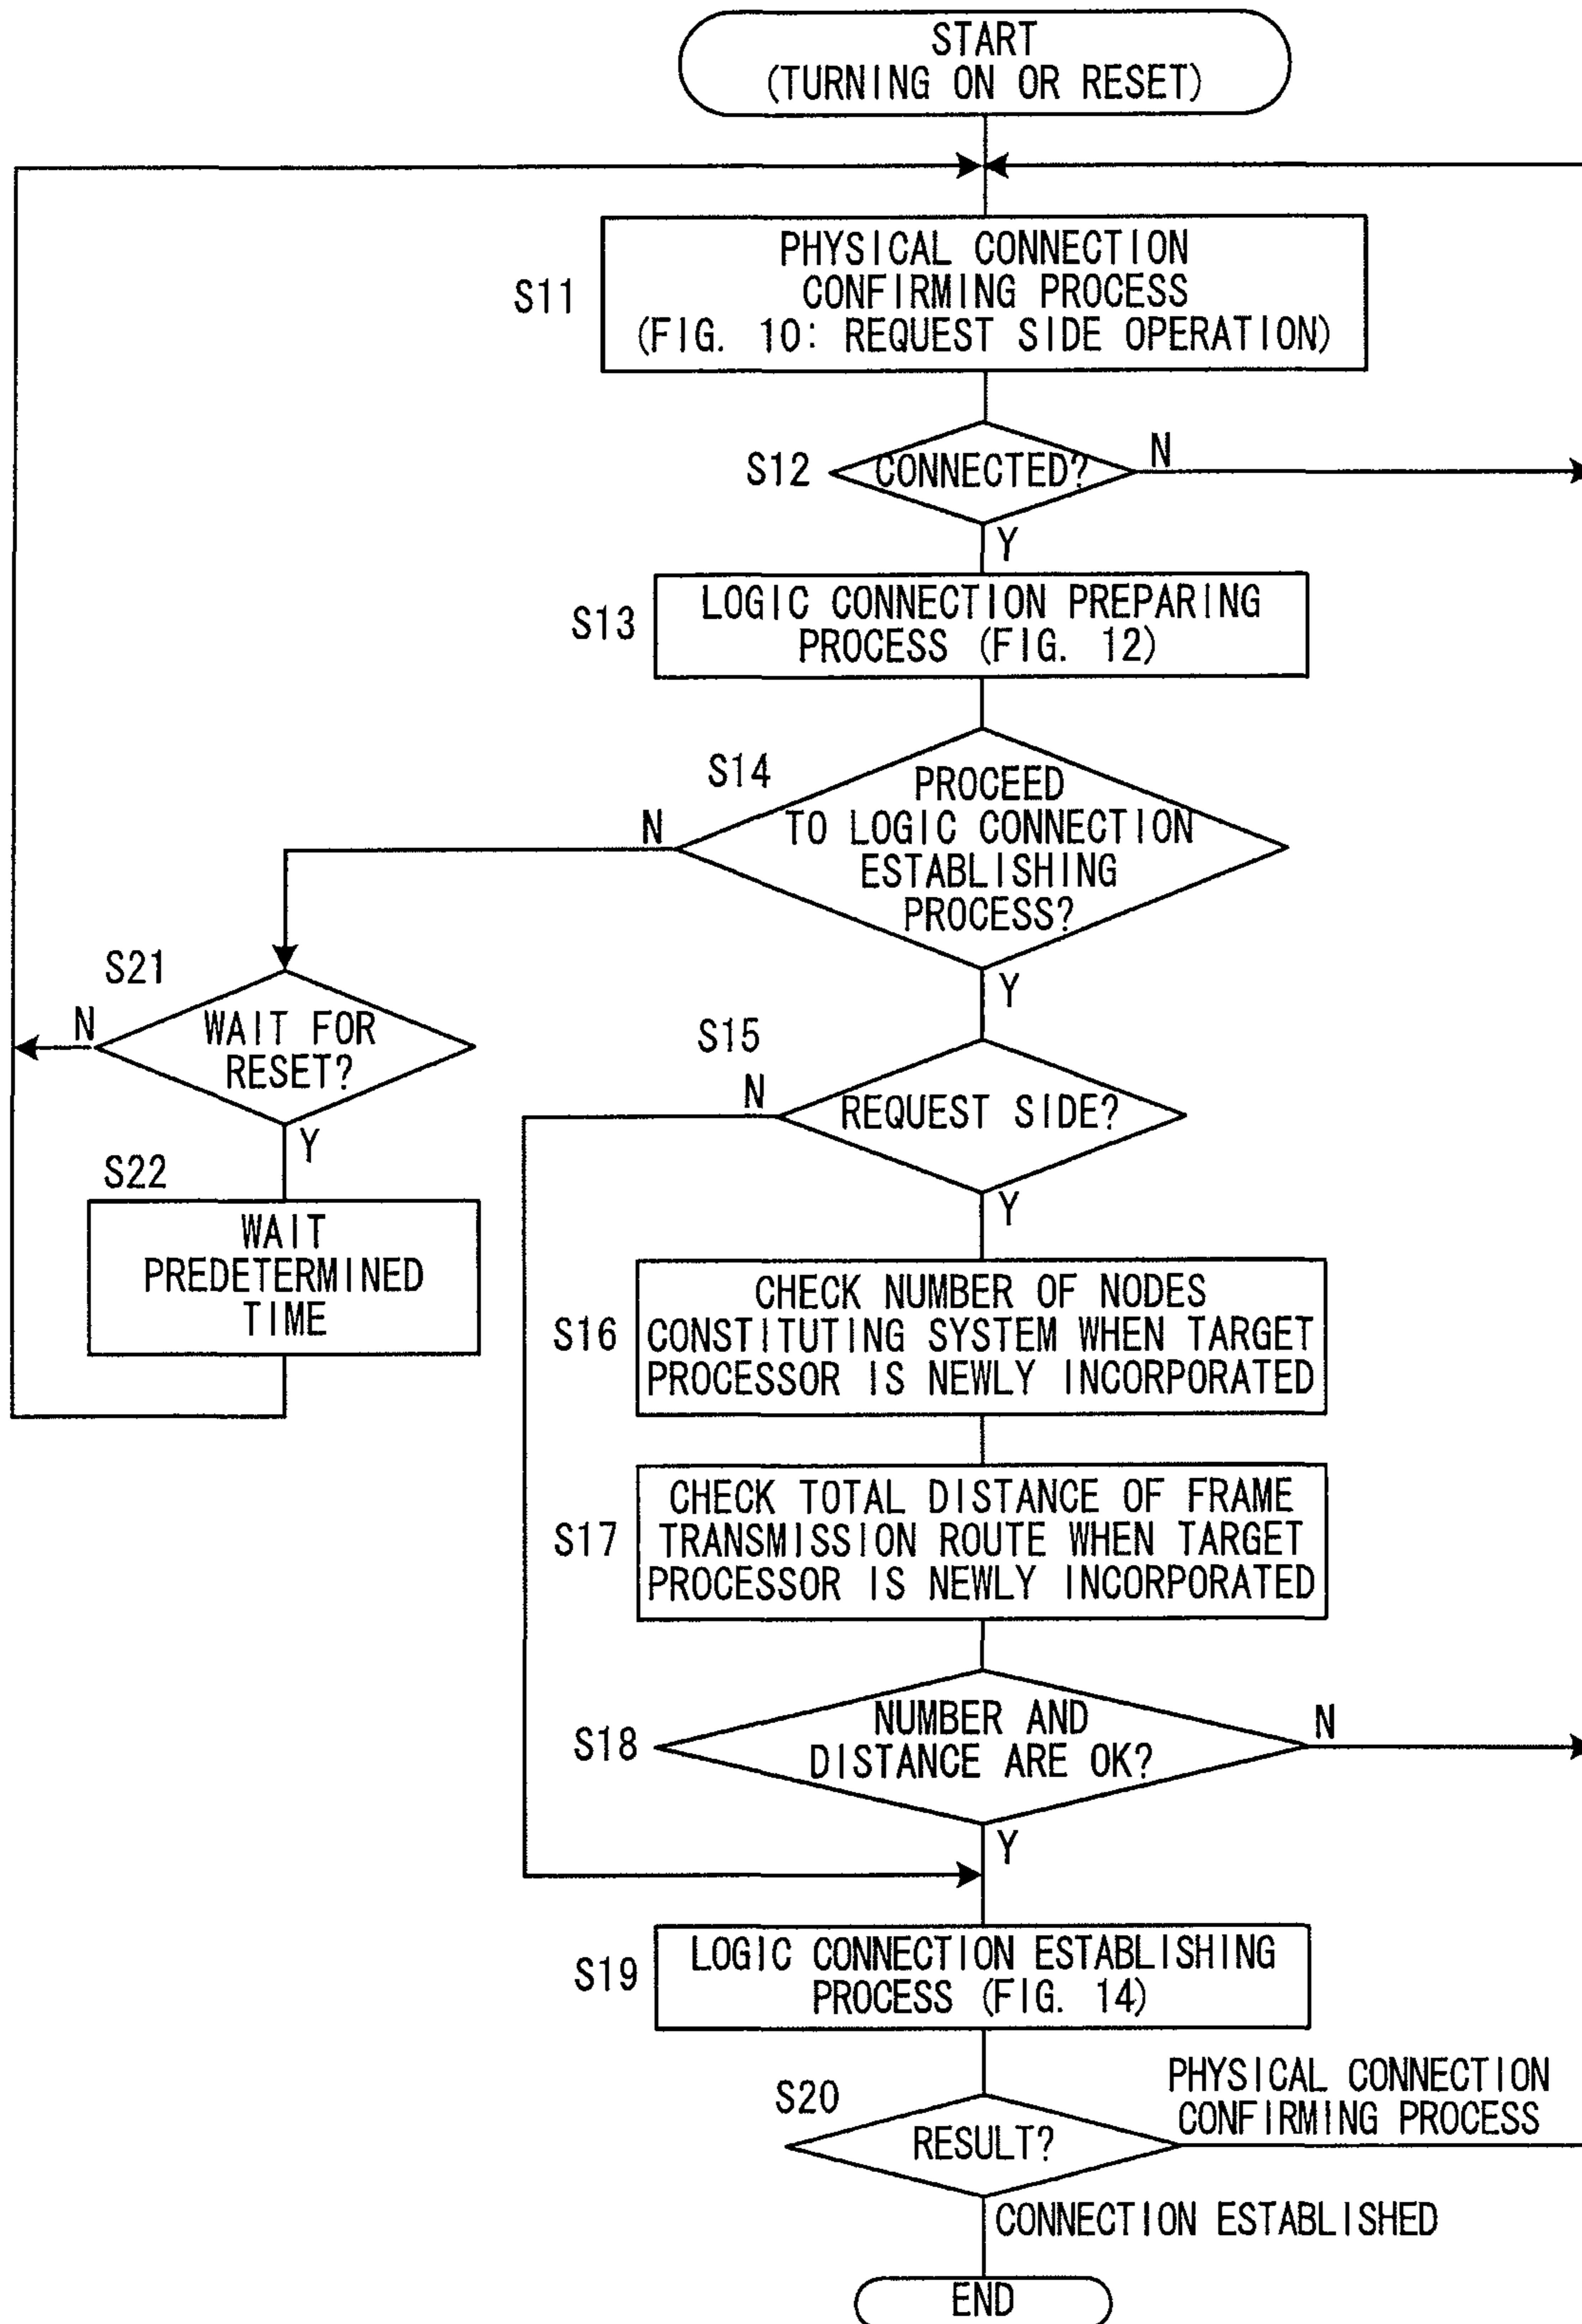 START
(TURNING ON OR RESET)
S11
PHYSICAL CONNECTION
CONFIRMING PROCESS
(FIG. 10: REQUEST SIDE OPERATION)
S12
CONNECTED?
N
Y
S13
LOGIC CONNECTION PREPARING
PROCESS (FIG. 12)
S14
PROCEED
TO LOGIC CONNECTION
ESTABLISHING
PROCESS?
N
Y
S21
WAIT FOR
RESET?
N
Y
S22
WAIT
PREDETERMINED
TIME
S15
REQUEST SIDE?
N
Y
S16
CHECK NUMBER OF NODES
CONSTITUTING SYSTEM WHEN TARGET
PROCESSOR IS NEWLY INCORPORATED
S17
CHECK TOTAL DISTANCE OF FRAME
TRANSMISSION ROUTE WHEN TARGET
PROCESSOR IS NEWLY INCORPORATED
S18
NUMBER AND
DISTANCE ARE OK?
N
Y
S19
LOGIC CONNECTION ESTABLISHING
PROCESS (FIG. 14)
S20
RESULT?
PHYSICAL CONNECTION
CONFIRMING PROCESS
CONNECTION ESTABLISHED
END